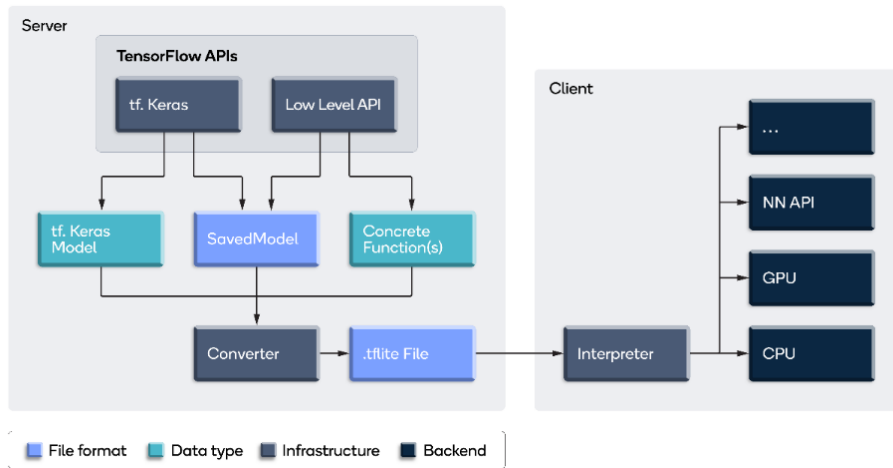 Server
TensorFlow APIs
tf. Keras
Low Level API
tf. Keras
Model
SavedModel
Concrete
Function(s)
Converter
.tflite File
Client
Interpreter
...
NN API
GPU
CPU
File format
Data type
Infrastructure
Backend